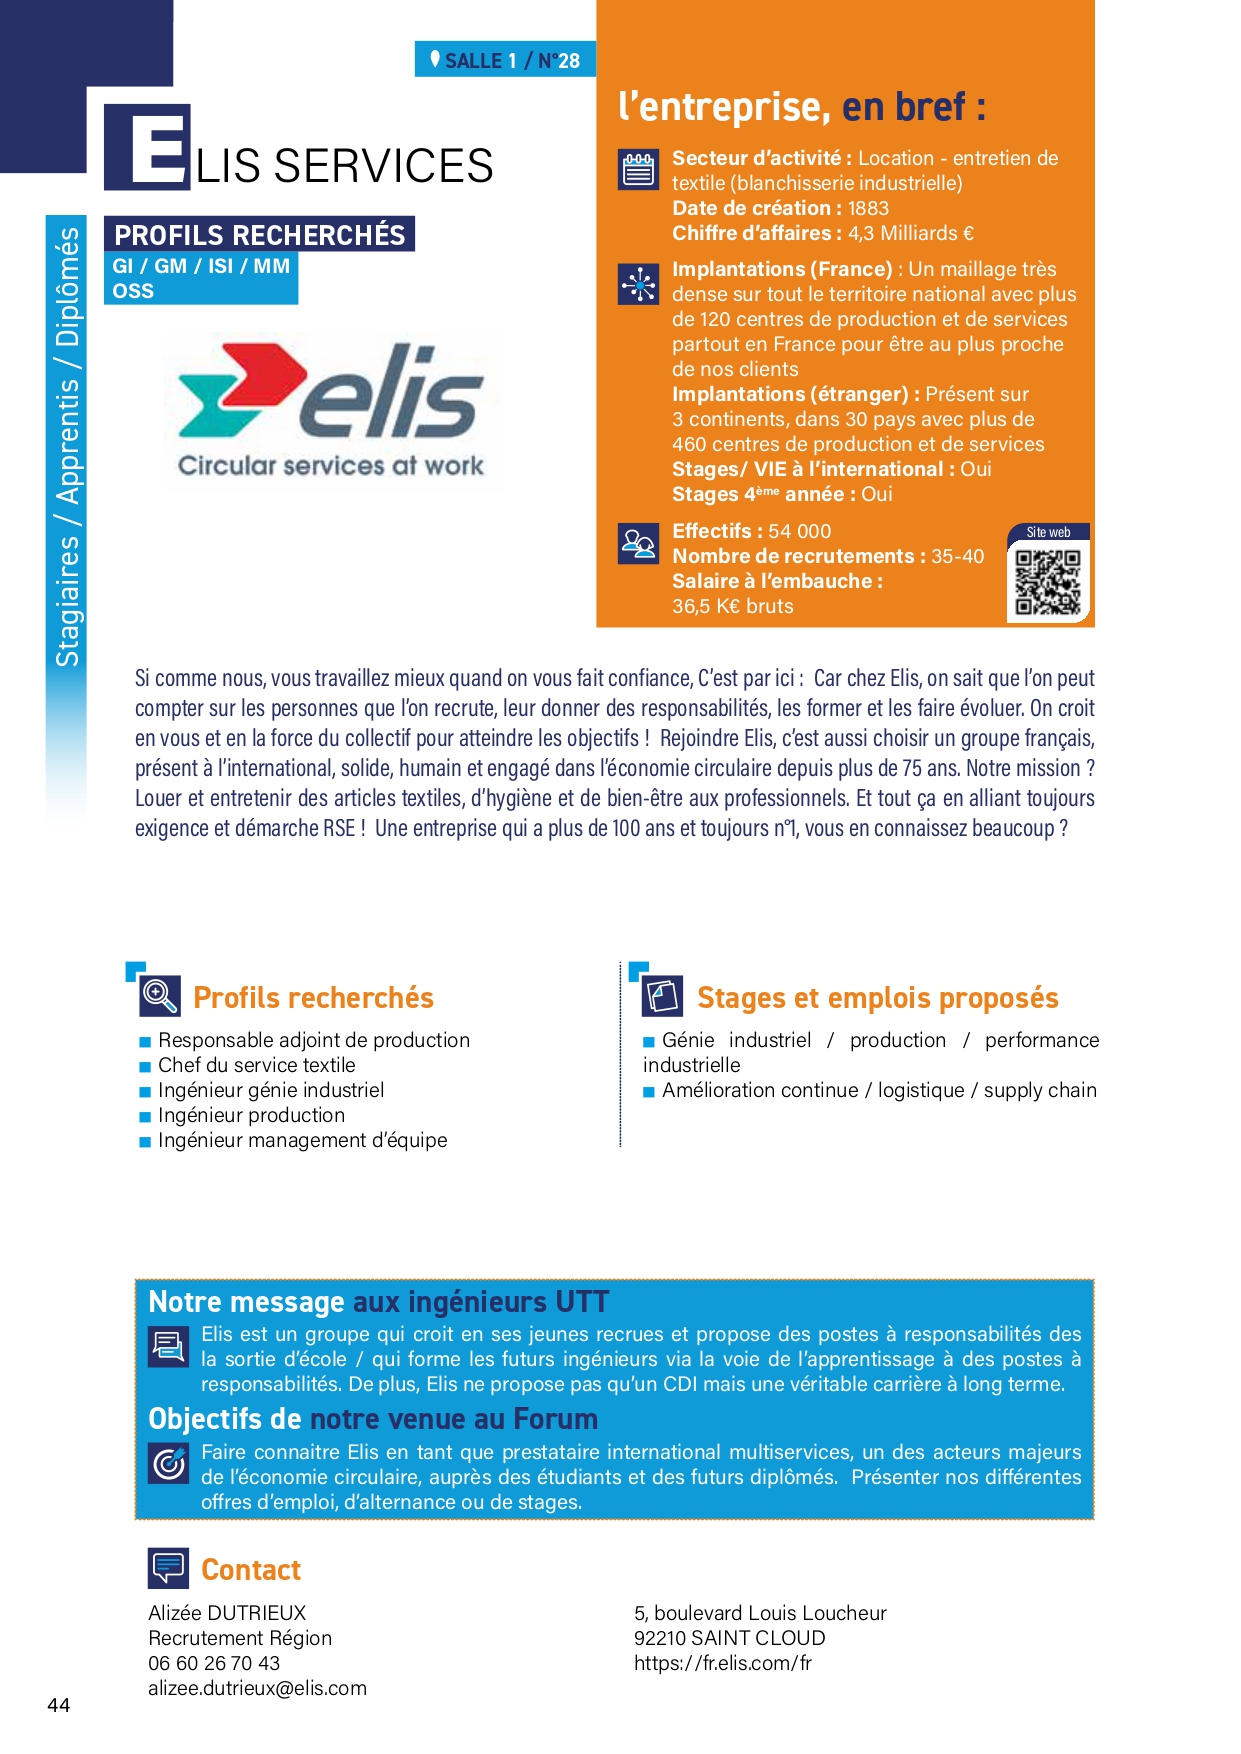 SALLE 1 / N°28
ELIS SERVICES
PROFILS RECHERCHÉS
GI / GM / ISI / MM
OSS
Stagiaires / Apprentis / Diplômés
elis
Circular services at work
l’entreprise, en bref :
Secteur d’activité : Location - entretien de
textile (blanchisserie industrielle)
Date de création : 1883
Chiffre d’affaires : 4,3 Milliards €
Implantations (France) : Un maillage très
dense sur tout le territoire national avec plus
de 120 centres de production et de services
partout en France pour être au plus proche
de nos clients
Implantations (étranger) : Présent sur
3 continents, dans 30 pays avec plus de
460 centres de production et de services
Stages/ VIE à l’international : Oui
Stages 4ème année : Oui
Effectifs : 54 000
Nombre de recrutements : 35-40
Salaire à l’embauche :
36,5 K€ bruts
Site web
Si comme nous, vous travaillez mieux quand on vous fait confiance, C’est par ici :  Car chez Elis, on sait que l’on peut
compter sur les personnes que l’on recrute, leur donner des responsabilités, les former et les faire évoluer. On croit
en vous et en la force du collectif pour atteindre les objectifs !  Rejoindre Elis, c’est aussi choisir un groupe français,
présent à l’international, solide, humain et engagé dans l’économie circulaire depuis plus de 75 ans. Notre mission ?
Louer et entretenir des articles textiles, d’hygiène et de bien-être aux professionnels. Et tout ça en alliant toujours
exigence et démarche RSE !  Une entreprise qui a plus de 100 ans et toujours n°1, vous en connaissez beaucoup ?
Profils recherchés
Responsable adjoint de production
Chef du service textile
Ingénieur génie industriel
Ingénieur production
Ingénieur management d’équipe
Stages et emplois proposés
Génie industriel / production / performance
industrielle
Amélioration continue / logistique / supply chain
Notre message aux ingénieurs UTT
Elis est un groupe qui croit en ses jeunes recrues et propose des postes à responsabilités des
la sortie d’école / qui forme les futurs ingénieurs via la voie de l’apprentissage à des postes à
responsabilités. De plus, Elis ne propose pas qu’un CDI mais une véritable carrière à long terme.
Objectifs de notre venue au Forum
Faire connaitre Elis en tant que prestataire international multiservices, un des acteurs majeurs
de l’économie circulaire, auprès des étudiants et des futurs diplômés.  Présenter nos différentes
offres d’emploi, d’alternance ou de stages.
Contact
Alizée DUTRIEUX
Recrutement Région
06 60 26 70 43
alizee.dutrieux@elis.com
5, boulevard Louis Loucheur
92210 SAINT CLOUD
https://fr.elis.com/fr
44